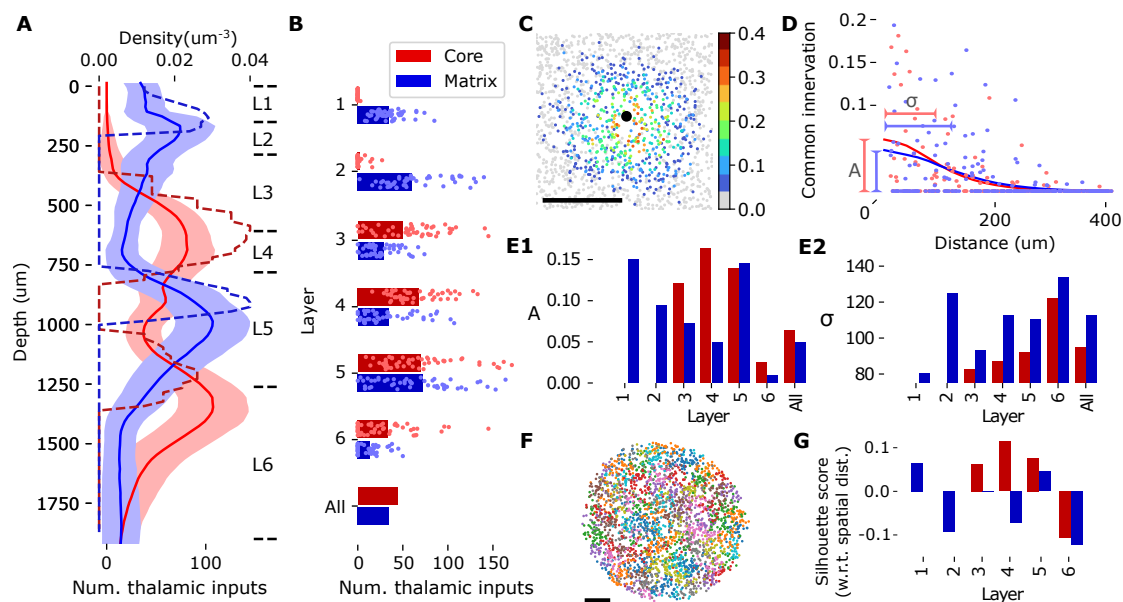 A
Density(um-3)
0.00 0.02 0.04
0
250
500
750
1000
1250
1500
1750
Depth (um)
L1
L2
L3
L4
L5
L6
0 100
Num. thalamic inputs
B
Core
Matrix
Layer
1
2
3
4
5
6
All
0 50 100 150
Num. thalamic inputs
C
0.4
0.3
0.2
0.1
0.0
D
0.2
0.1
Common innervation
σ
A
0 200 400
Distance (um)
E1
0.15
0.10
0.05
0.00
A
1 2 3 4 5 6 All
Layer
E2
140
120
100
80
σ
1 2 3 4 5 6 All
Layer
F
G
0.1
0.0
-0.1
Silhouette score
(w.r.t. spatial dist.)
1 2 3 4 5 6
Layer